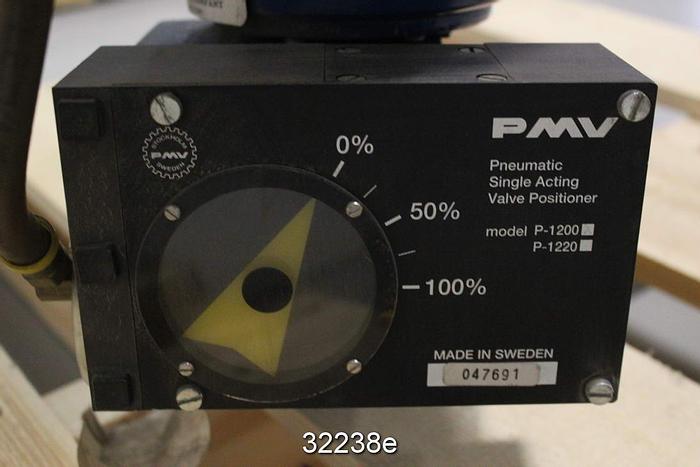 STOCKHOLM
PMV
SWEDEN
0%
50%
100%
PMV
Pneumatic
Single Acting
Valve Positioner
model P-1200
P-1220
MADE IN SWEDEN
047691
32238e